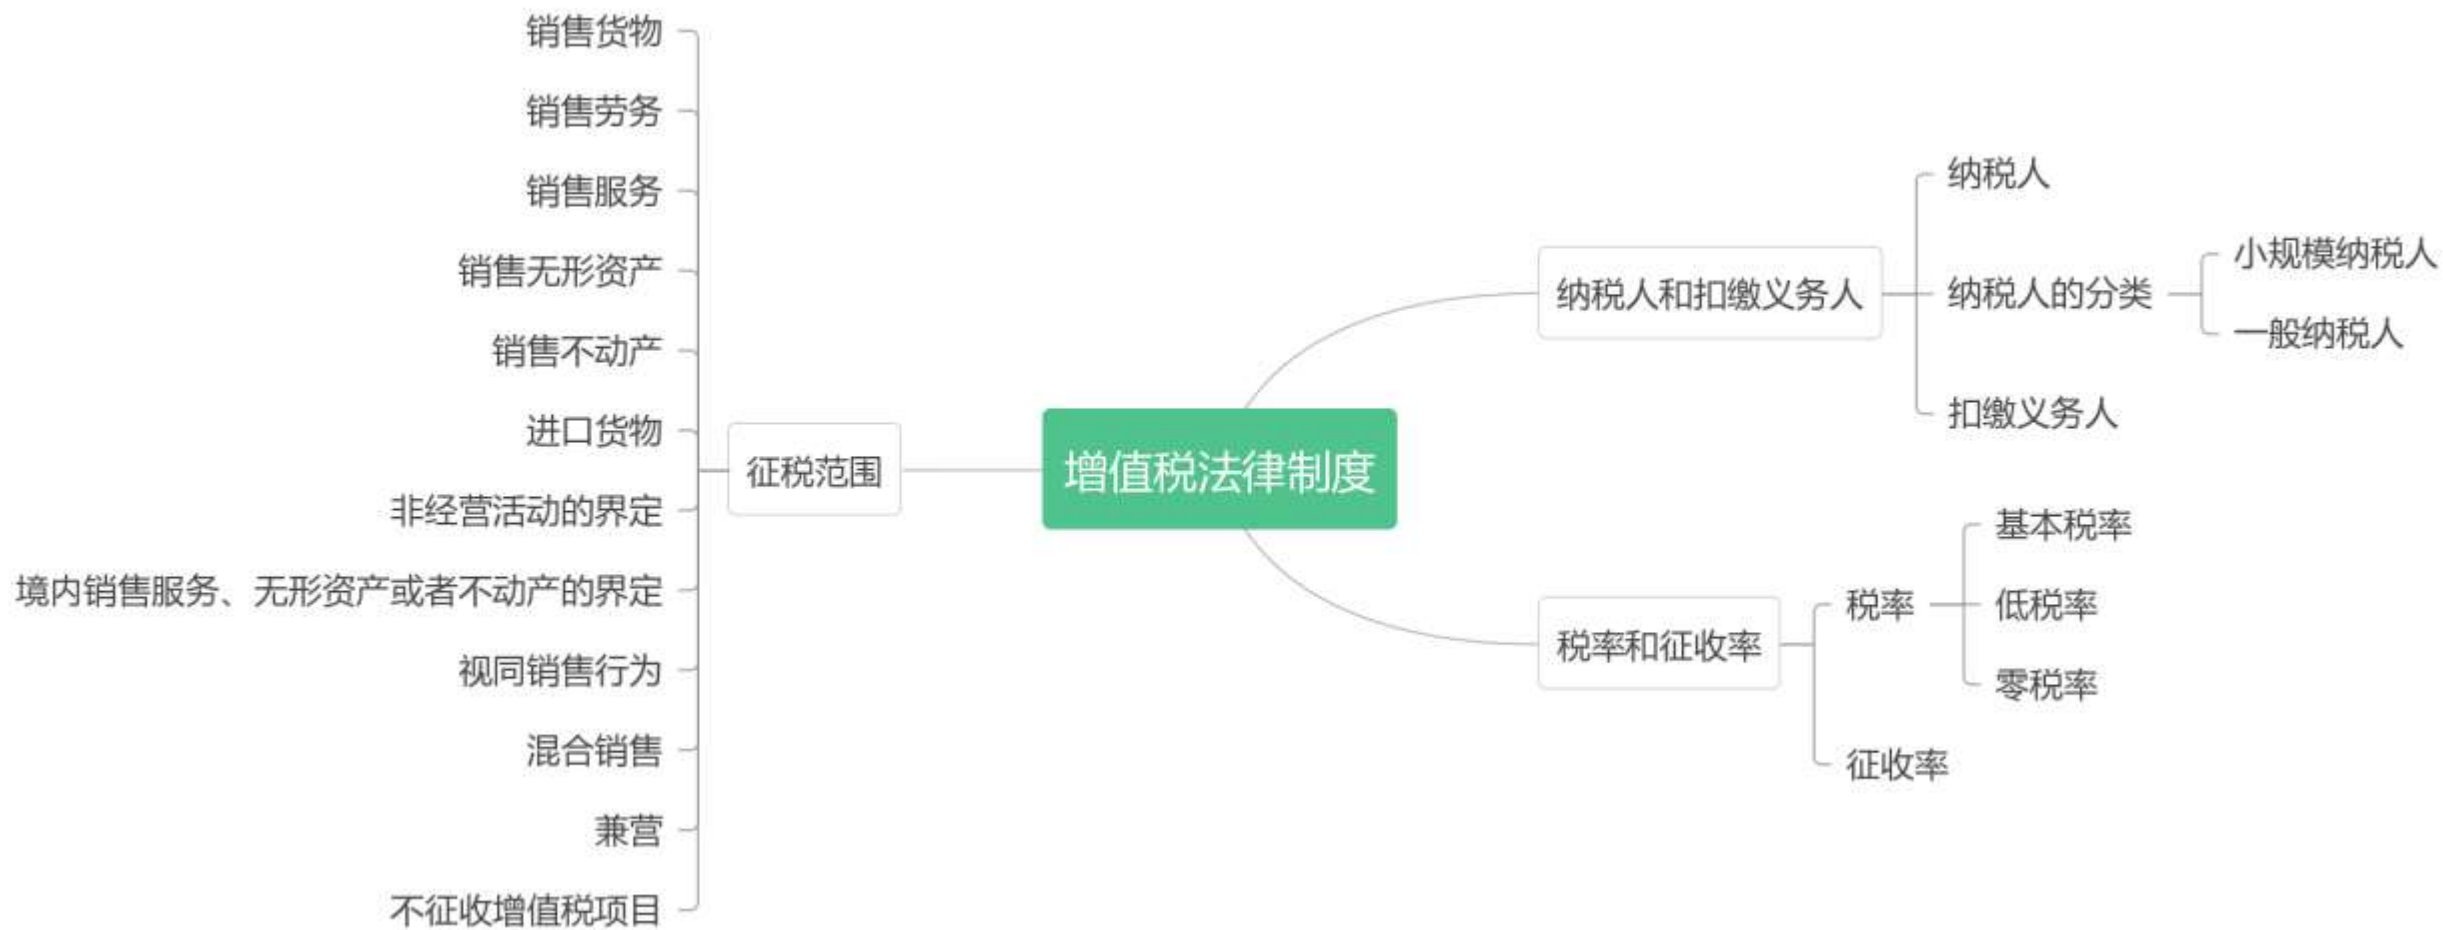 增值税法律制度
纳税人和扣缴义务人
纳税人
纳税人的分类
小规模纳税人
一般纳税人
扣缴义务人
税率和征收率
税率
基本税率
低税率
零税率
征收率
征税范围
销售货物
销售劳务
销售服务
销售无形资产
销售不动产
进口货物
非经营活动的界定
境内销售服务、无形资产或者不动产的界定
视同销售行为
混合销售
兼营
不征收增值税项目